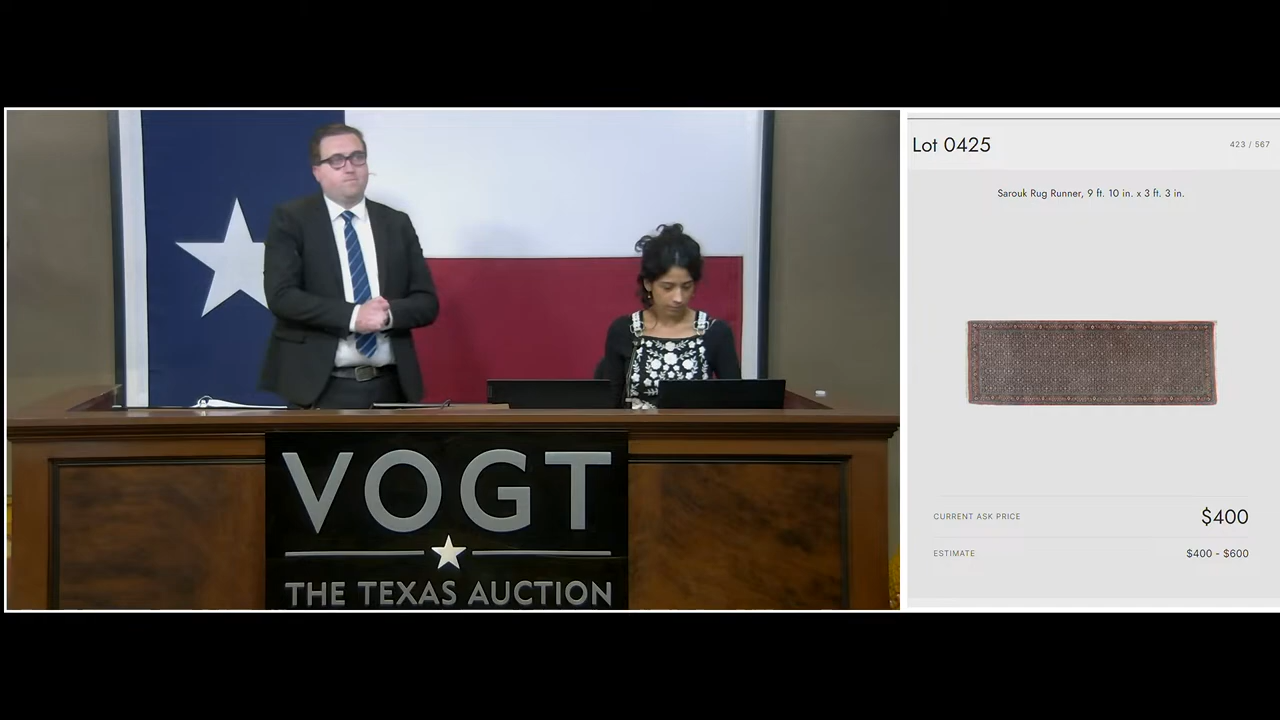 VOGT
THE TEXAS AUCTION
Lot 0425
423 / 567
Sarouk Rug Runner, 9 ft. 10 in. x 3 ft. 3 in.
CURRENT ASK PRICE
$400
ESTIMATE
$400 - $600